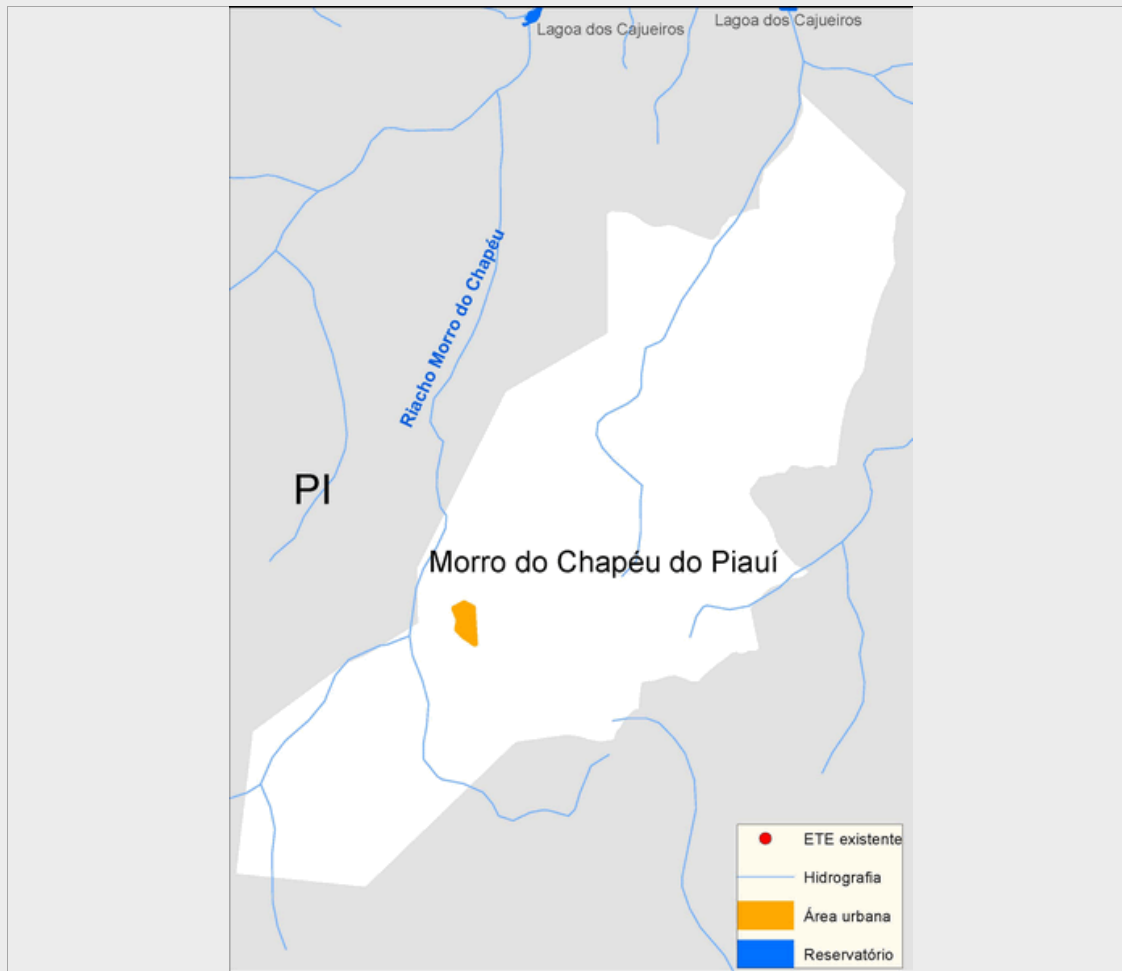 Lagoa dos Cajueiros
Lagoa dos Cajueiros
Riacho Morro do Chapéu
PI
Morro do Chapéu do Piauí
ETE existente
Hidrografia
Área urbana
Reservatório